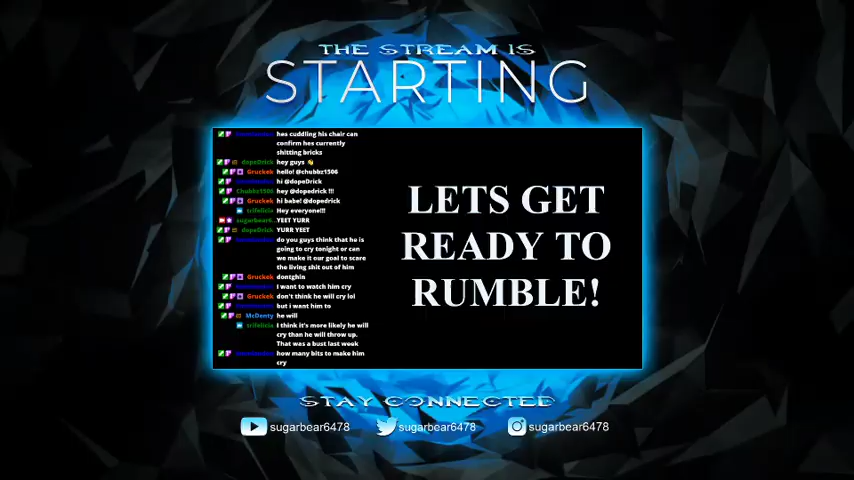 THE STREAM IS
STARTING
hes cuddling his chair can
confirm hes currently
shitting bricks
dopeDrick hey guys
Gruckek hello! @chubbz1506
hi @dopeDrick
Chubbz1506 hey @dopedrick !!!
Gruckek hi babe! @dopedrick
trifelicia Hey everyone!!!
sugarbear6.. YEET YURR
dopeDrick YURR YEET
do you guys think that he is
going to cry tonight or can
we make it our goal to scare
the living shit out of him
Gruckek dontghin
i want to watch him cry
Gruckek don't think he will cry lol
but i want him to
McDenty he will
trifelicia I think it's more likely he will
cry than he will throw up.
That was a bust last week
how many bits to make him
cry
LETS GET
READY TO
RUMBLE!
STAY CONNECTED
sugarbear6478 sugarbear6478 sugarbear6478